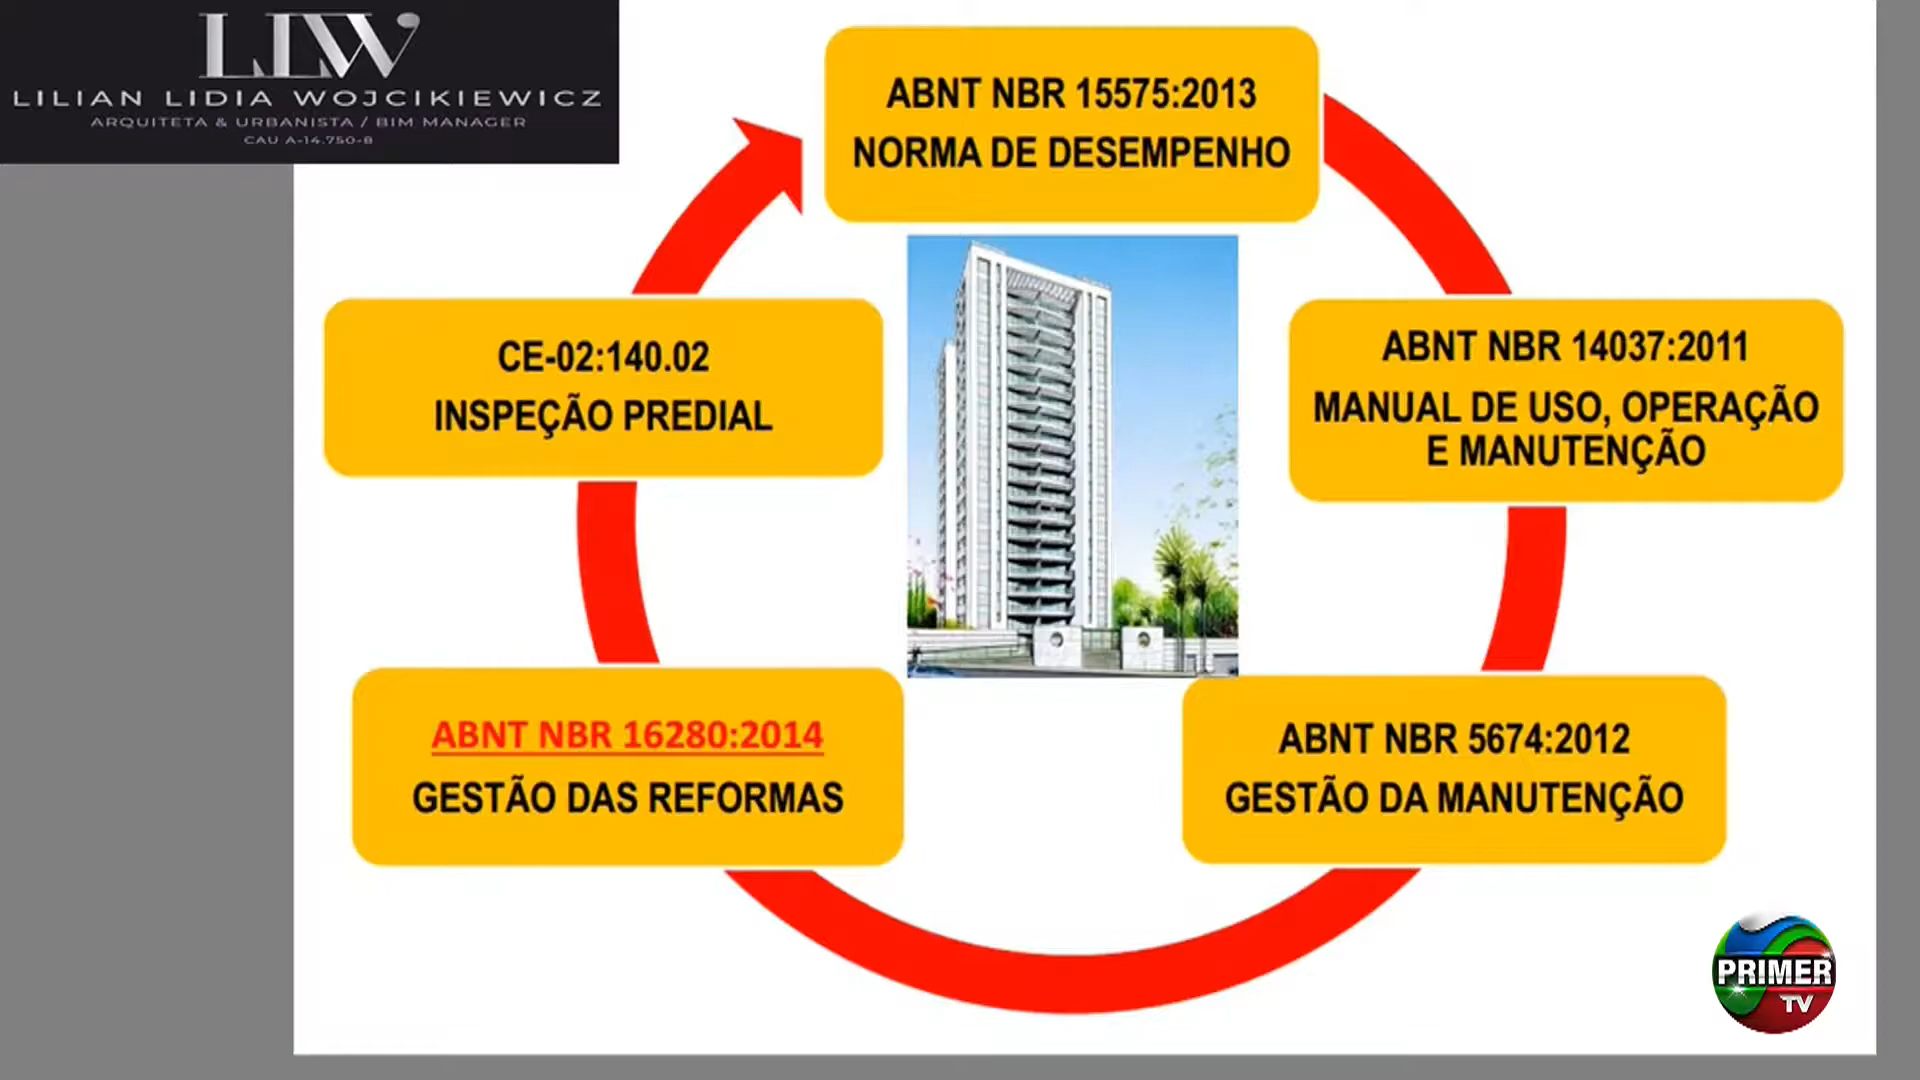 LIW
LILIAN LIDIA WOJCIKIEWICZ
ARQUITETA & URBANISTA / BIM MANAGER
CAU A-14.750-8
ABNT NBR 15575:2013
NORMA DE DESEMPENHO
ABNT NBR 14037:2011
MANUAL DE USO, OPERAÇÃO
E MANUTENÇÃO
ABNT NBR 5674:2012
GESTÃO DA MANUTENÇÃO
ABNT NBR 16280:2014
GESTÃO DAS REFORMAS
CE-02:140.02
INSPEÇÃO PREDIAL
PRIMER
TV